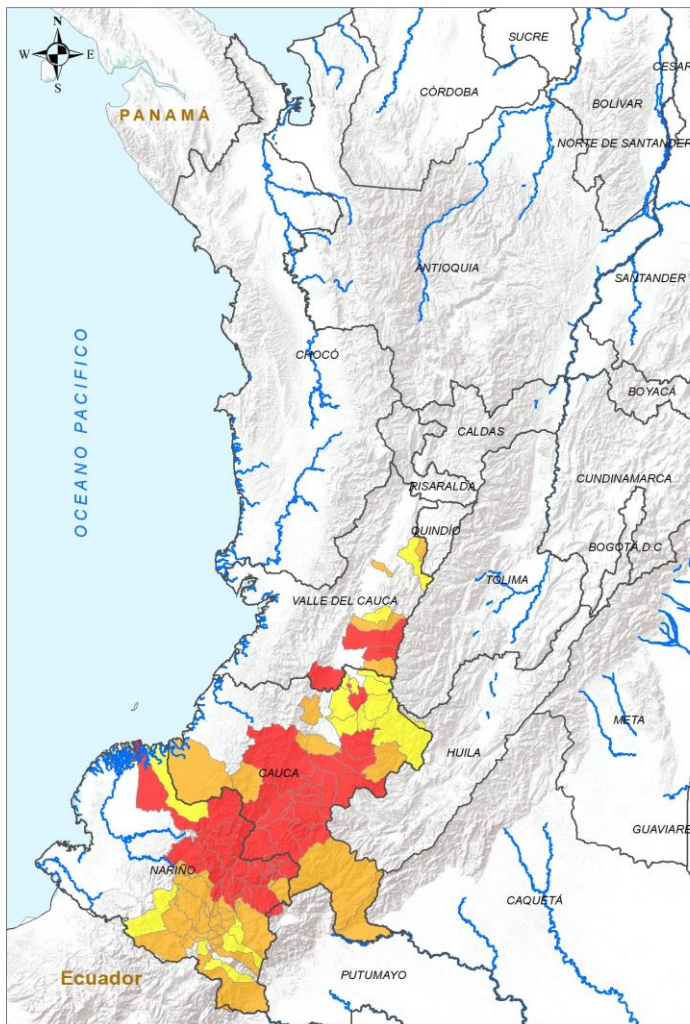 N
W E
S
PANAMÁ
SUCRE
CESAR
CÓRDOBA
BOLÍVAR
NORTE DE SANTANDER
ANTIOQUIA
SANTANDER
OCEANO PACIFICO
CHOCÓ
BOYACÁ
CALDAS
CUNDINAMARCA
RISARALDA
QUINDÍO
BOGOTÁ,D.C
TOLIMA
VALLE DEL CAUCA
META
HUILA
CAUCA
GUAVIARE
NARIÑO
CAQUETÁ
Ecuador
PUTUMAYO